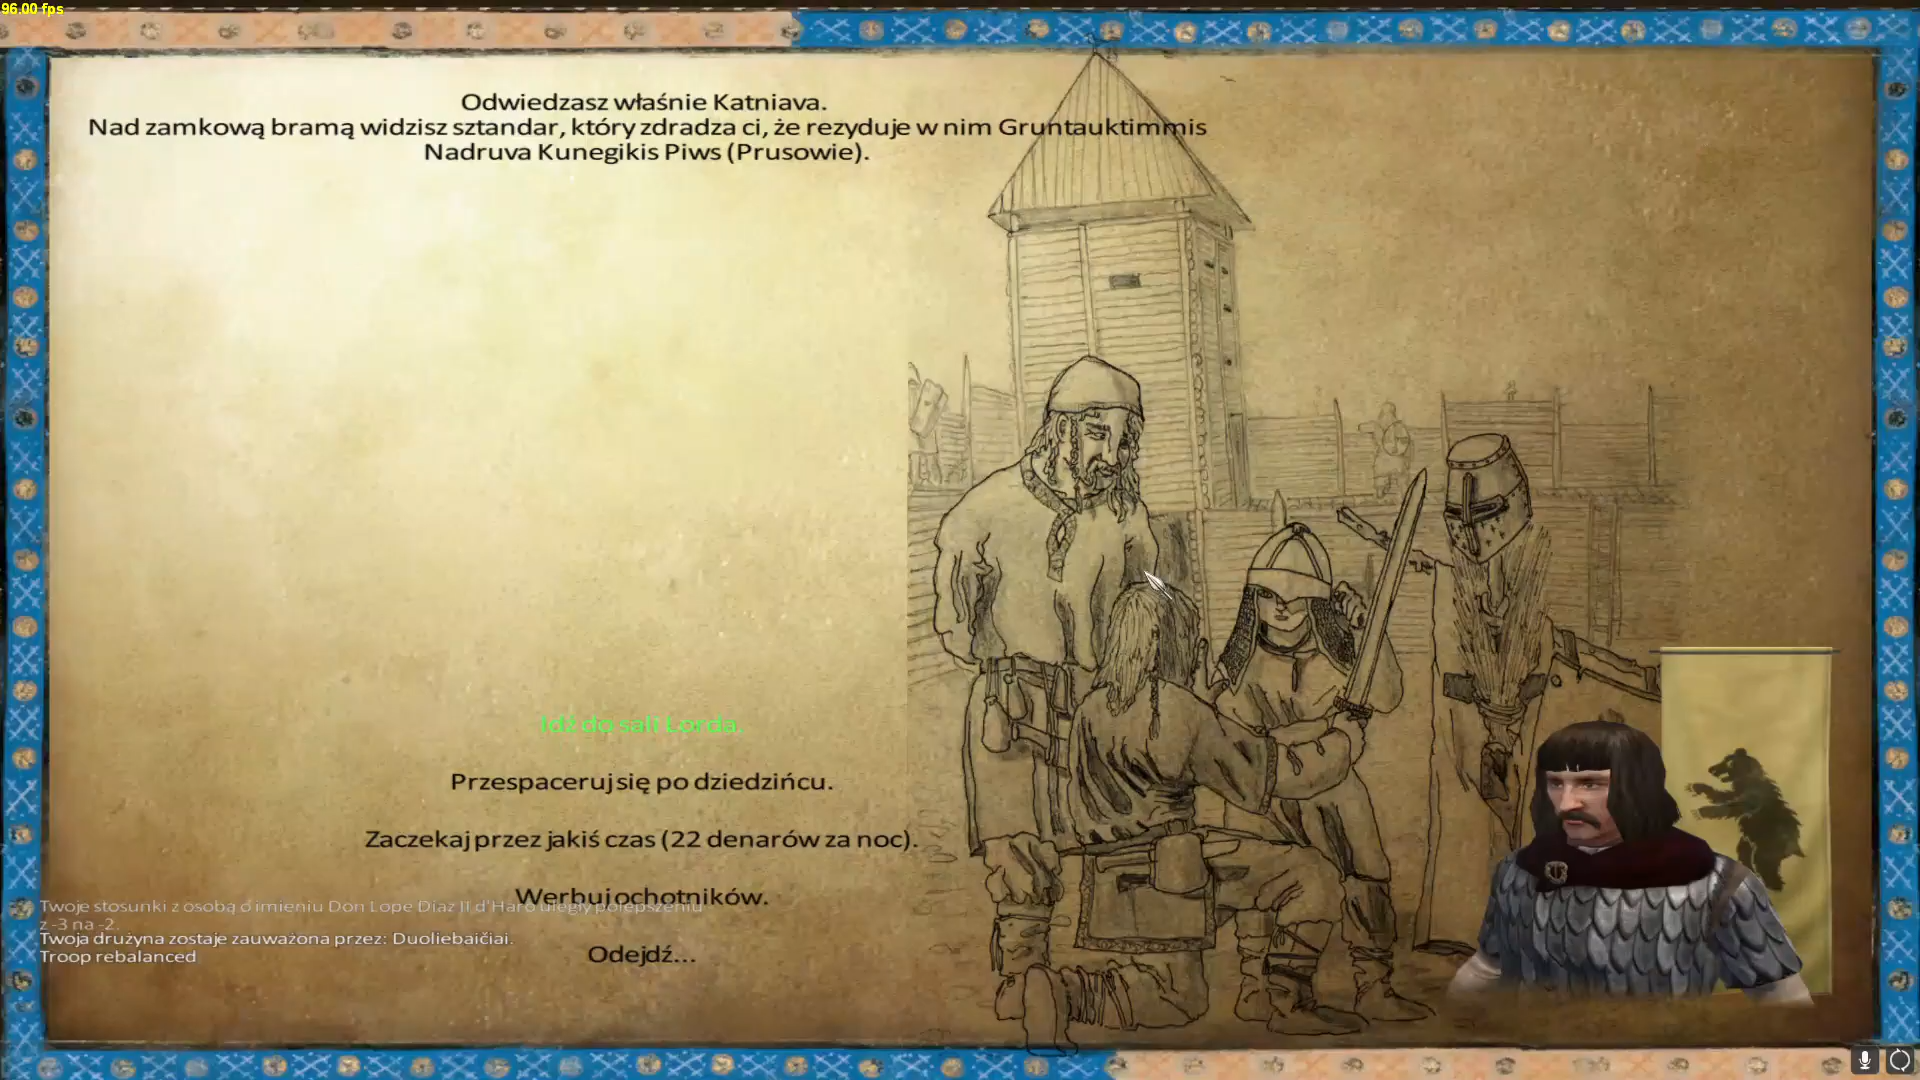 96.00 fps
Odwiedzasz właśnie Katniava.
Nad zamkową bramą widzisz sztandar, który zdradza ci, że rezyduje w nim Gruntauktimmis
Nadruva Kunegikis Piws (Prusowie).
Idź do sali Lorda.
Przespaceruj się po dziedzińcu.
Zaczekaj przez jakiś czas (22 denarów za noc).
Werbuj ochotników.
Twoje stosunki z osobą o imieniu Don Lope Díaz II d'Haro uległy polepszeniu
z -3 na -2.
Twoja drużyna zostaje zauważona przez: Duoliebaičiai.
Troop rebalanced
Odejdź...